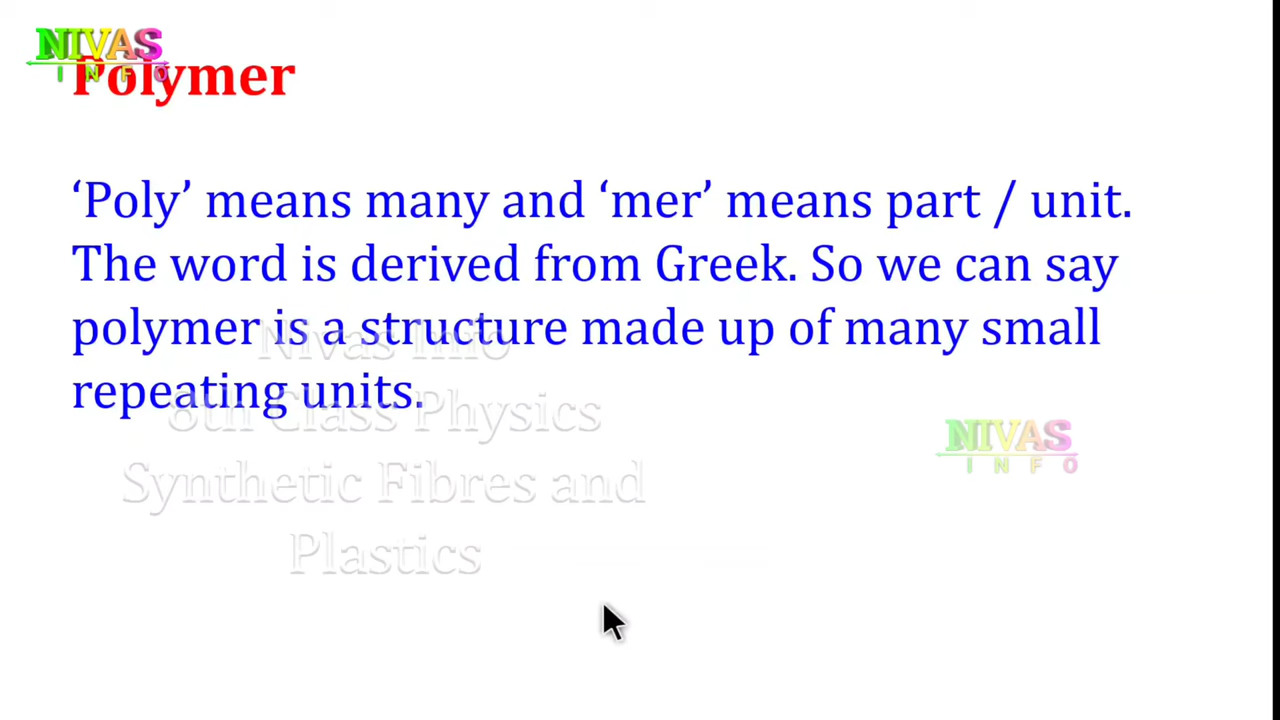 NIVAS
INFO
Polymer
‘Poly’ means many and ‘mer’ means part / unit.
The word is derived from Greek. So we can say
polymer is a structure made up of many small
repeating units.
Nivas Info
8th Class Physics
Synthetic Fibres and
Plastics
NIVAS
INFO